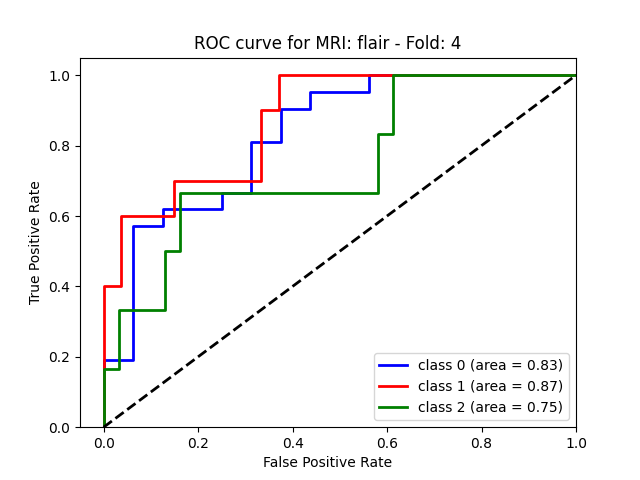 ROC curve for MRI: flair - Fold: 4
1.0
0.8
0.6
0.4
0.2
0.0
True Positive Rate
class 0 (area = 0.83)
class 1 (area = 0.87)
class 2 (area = 0.75)
0.0 0.2 0.4 0.6 0.8 1.0
False Positive Rate